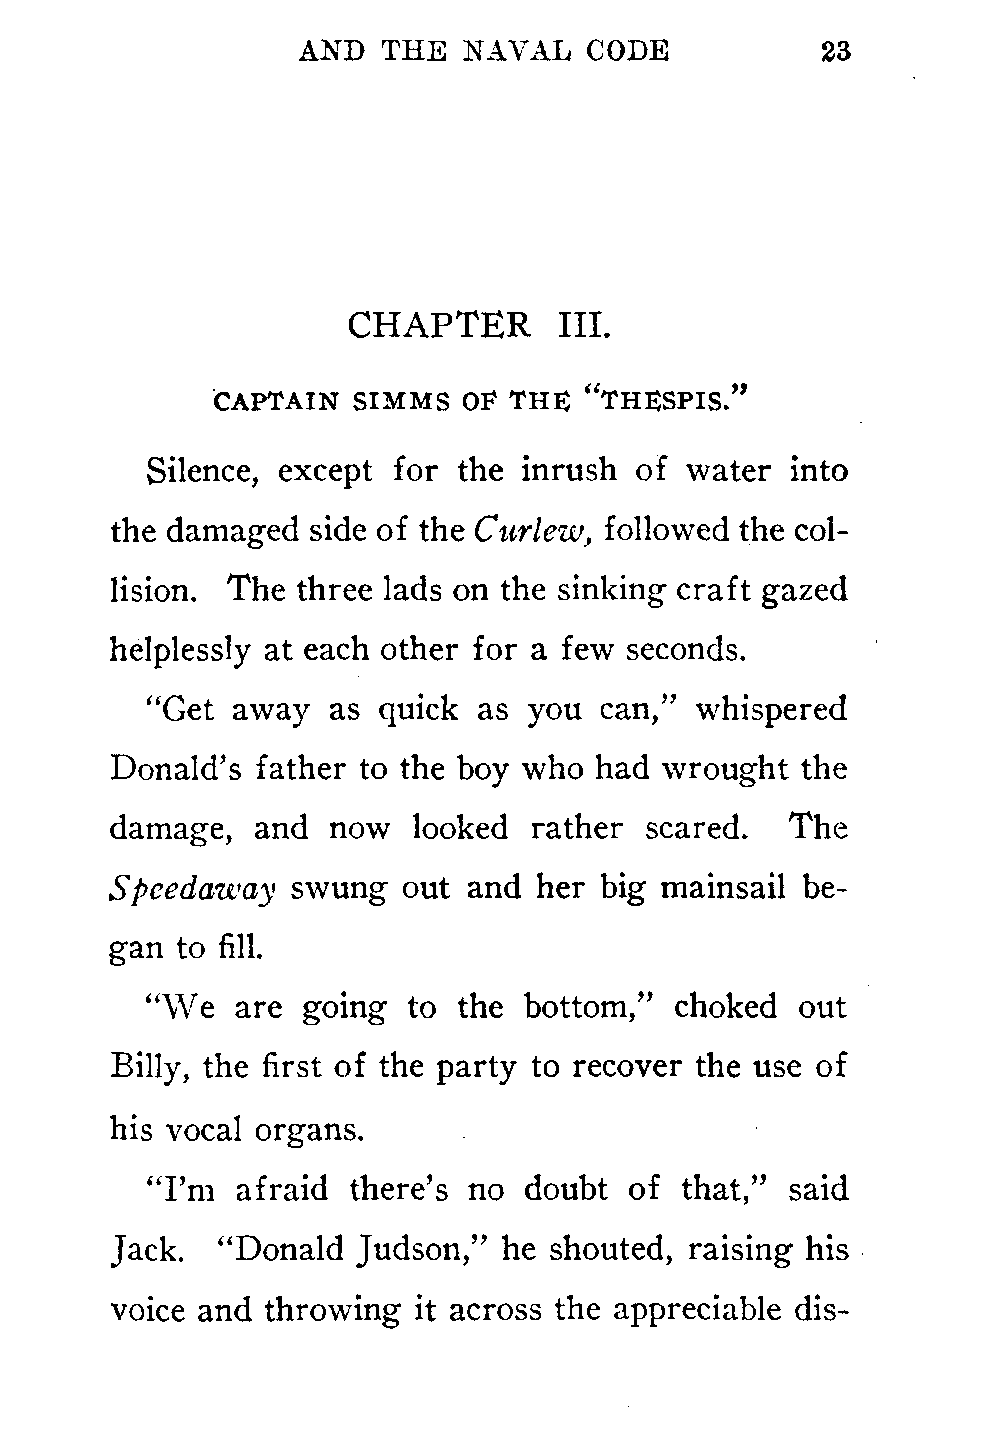 AND THE NAVAL CODE 23
CHAPTER III.
CAPTAIN SIMMS OF THE “THESPIS.”
Silence, except for the inrush of water into
the damaged side of the Curlew, followed the col-
lision. The three lads on the sinking craft gazed
helplessly at each other for a few seconds.
“Get away as quick as you can,” whispered
Donald’s father to the boy who had wrought the
damage, and now looked rather scared. The
Speedaway swung out and her big mainsail be-
gan to fill.
“We are going to the bottom,” choked out
Billy, the first of the party to recover the use of
his vocal organs.
“I’m afraid there’s no doubt of that,” said
Jack. “Donald Judson,” he shouted, raising his
voice and throwing it across the appreciable dis-